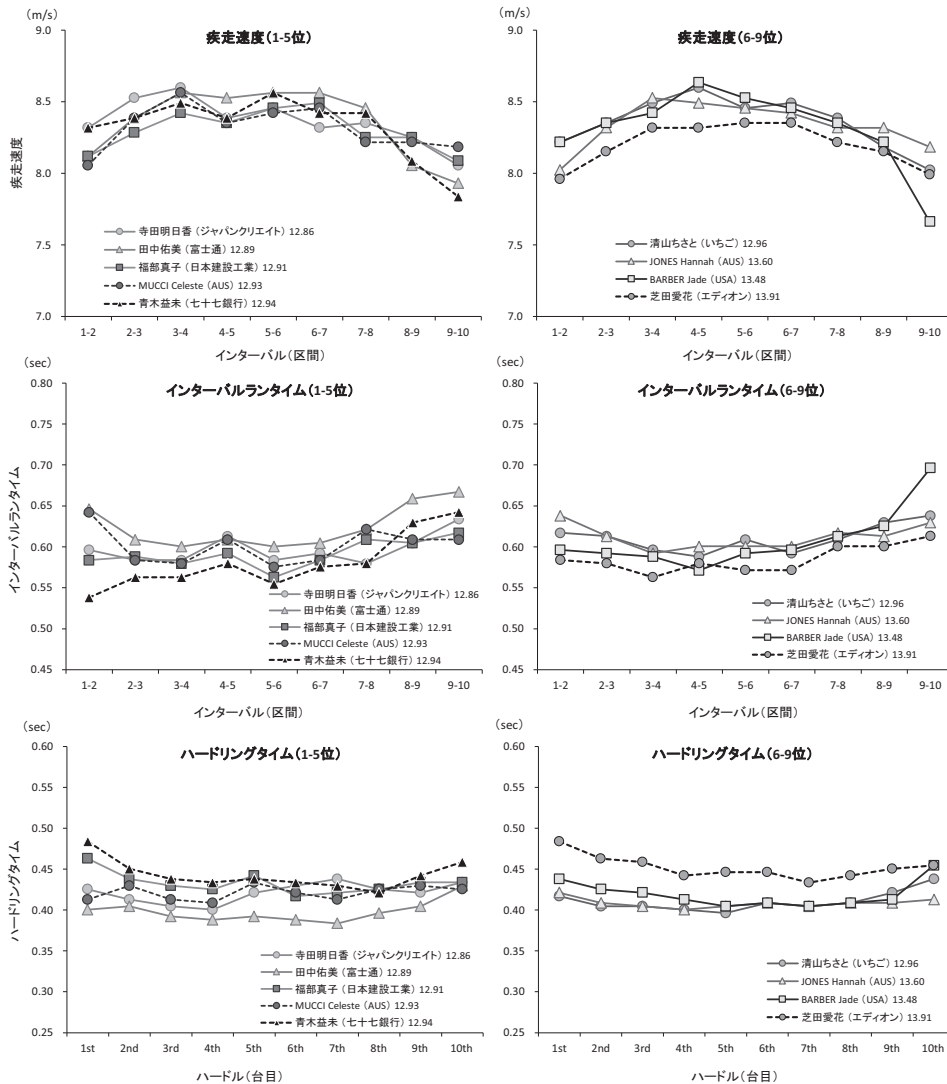 (m/s)
疾走速度(1-5位)
9.0
8.5
8.0
7.5
7.0
疾走速度
寺田明日香 (ジャパンクリエイト) 12.86
田中佑美 (富士通) 12.89
福部真子 (日本建設工業) 12.91
MUCCI Celeste (AUS) 12.93
青木益未 (七十七銀行) 12.94
1-2 2-3 3-4 4-5 5-6 6-7 7-8 8-9 9-10
インターバル(区間)
(m/s)
疾走速度(6-9位)
9.0
8.5
8.0
7.5
7.0
清山ちさと (いちご) 12.96
JONES Hannah (AUS) 13.60
BARBER Jade (USA) 13.48
芝田愛花 (エディオン) 13.91
1-2 2-3 3-4 4-5 5-6 6-7 7-8 8-9 9-10
インターバル(区間)
(sec)
インターバルランタイム(1-5位)
0.80
0.75
0.70
0.65
0.60
0.55
0.50
0.45
インターバルランタイム
寺田明日香 (ジャパンクリエイト) 12.86
田中佑美 (富士通) 12.89
福部真子 (日本建設工業) 12.91
MUCCI Celeste (AUS) 12.93
青木益未 (七十七銀行) 12.94
1-2 2-3 3-4 4-5 5-6 6-7 7-8 8-9 9-10
インターバル(区間)
(sec)
インターバルランタイム(6-9位)
0.80
0.75
0.70
0.65
0.60
0.55
0.50
0.45
清山ちさと (いちご) 12.96
JONES Hannah (AUS) 13.60
BARBER Jade (USA) 13.48
芝田愛花 (エディオン) 13.91
1-2 2-3 3-4 4-5 5-6 6-7 7-8 8-9 9-10
インターバル(区間)
(sec)
ハードリングタイム(1-5位)
0.60
0.55
0.50
0.45
0.40
0.35
0.30
0.25
ハードリングタイム
寺田明日香 (ジャパンクリエイト) 12.86
田中佑美 (富士通) 12.89
福部真子 (日本建設工業) 12.91
MUCCI Celeste (AUS) 12.93
青木益未 (七十七銀行) 12.94
1st 2nd 3rd 4th 5th 6th 7th 8th 9th 10th
ハードル(台目)
(sec)
ハードリングタイム(6-9位)
0.60
0.55
0.50
0.45
0.40
0.35
0.30
0.25
清山ちさと (いちご) 12.96
JONES Hannah (AUS) 13.60
BARBER Jade (USA) 13.48
芝田愛花 (エディオン) 13.91
1st 2nd 3rd 4th 5th 6th 7th 8th 9th 10th
ハードル(台目)